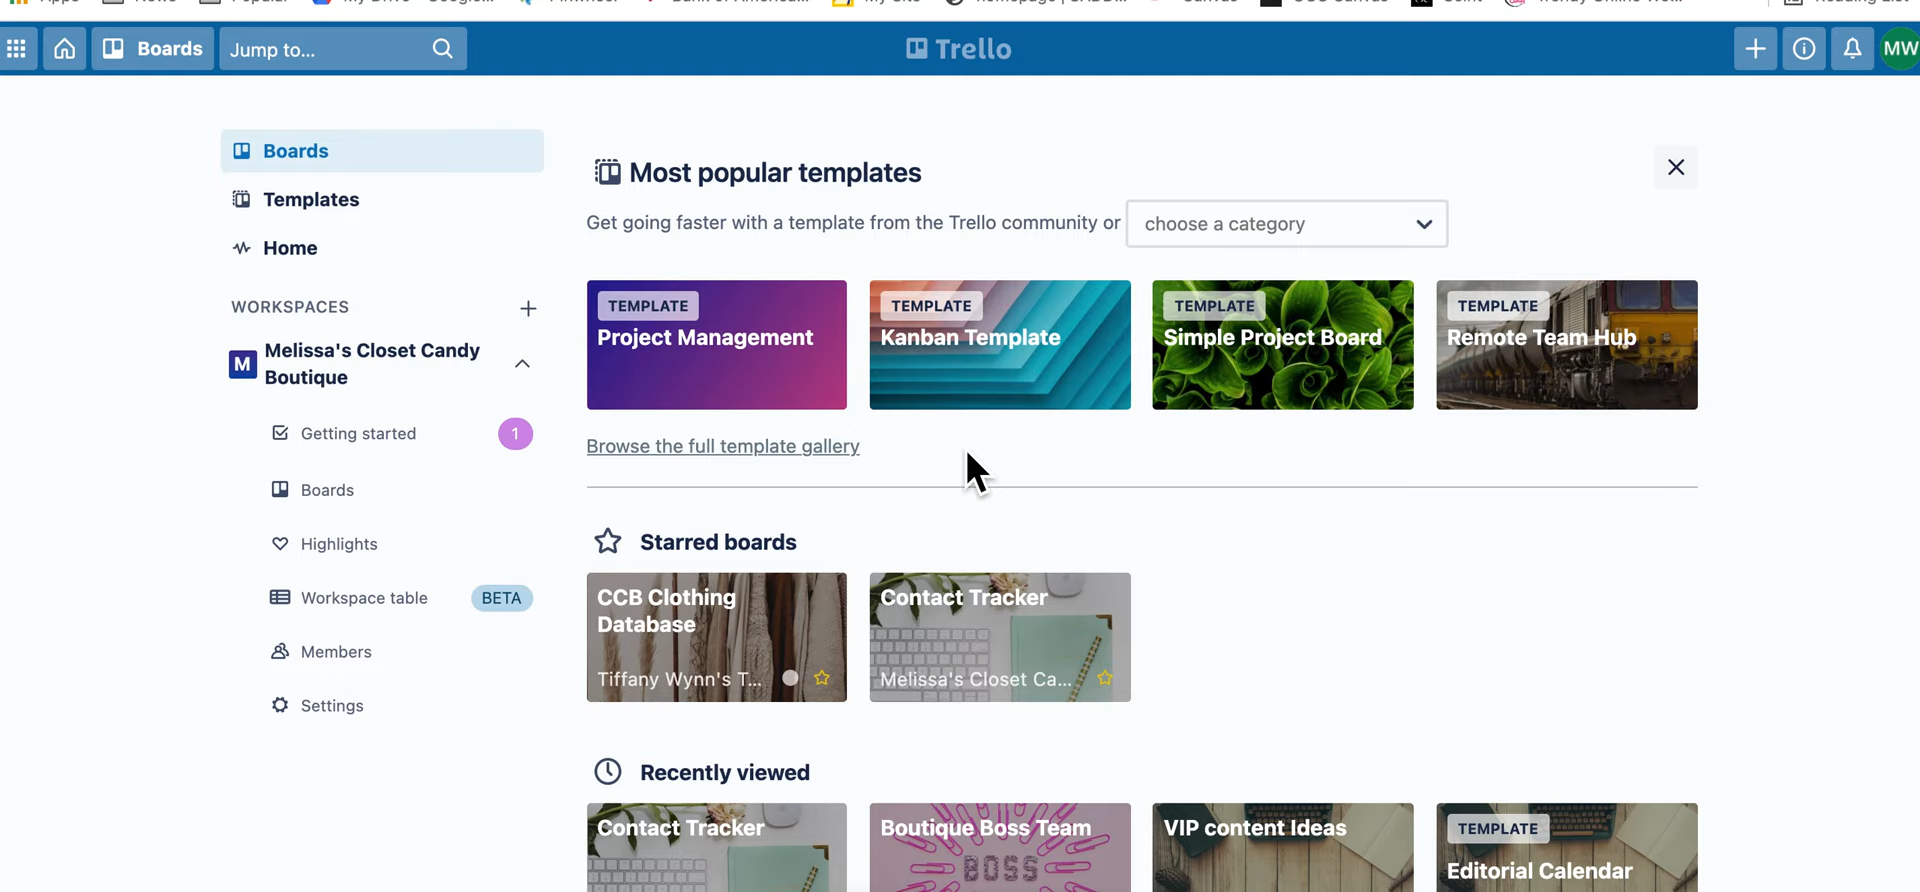 Boards
Jump to...
Trello
MW
Boards
Templates
Home
WORKSPACES
M
Melissa's Closet Candy
Boutique
Getting started
1
Boards
Highlights
Workspace table
BETA
Members
Settings
Most popular templates
Get going faster with a template from the Trello community or
choose a category
TEMPLATE
Project Management
TEMPLATE
Kanban Template
TEMPLATE
Simple Project Board
TEMPLATE
Remote Team Hub
Browse the full template gallery
Starred boards
CCB Clothing
Database
Tiffany Wynn's T...
Contact Tracker
Melissa's Closet Ca...
Recently viewed
Contact Tracker
Boutique Boss Team
BOSS
VIP content Ideas
TEMPLATE
Editorial Calendar